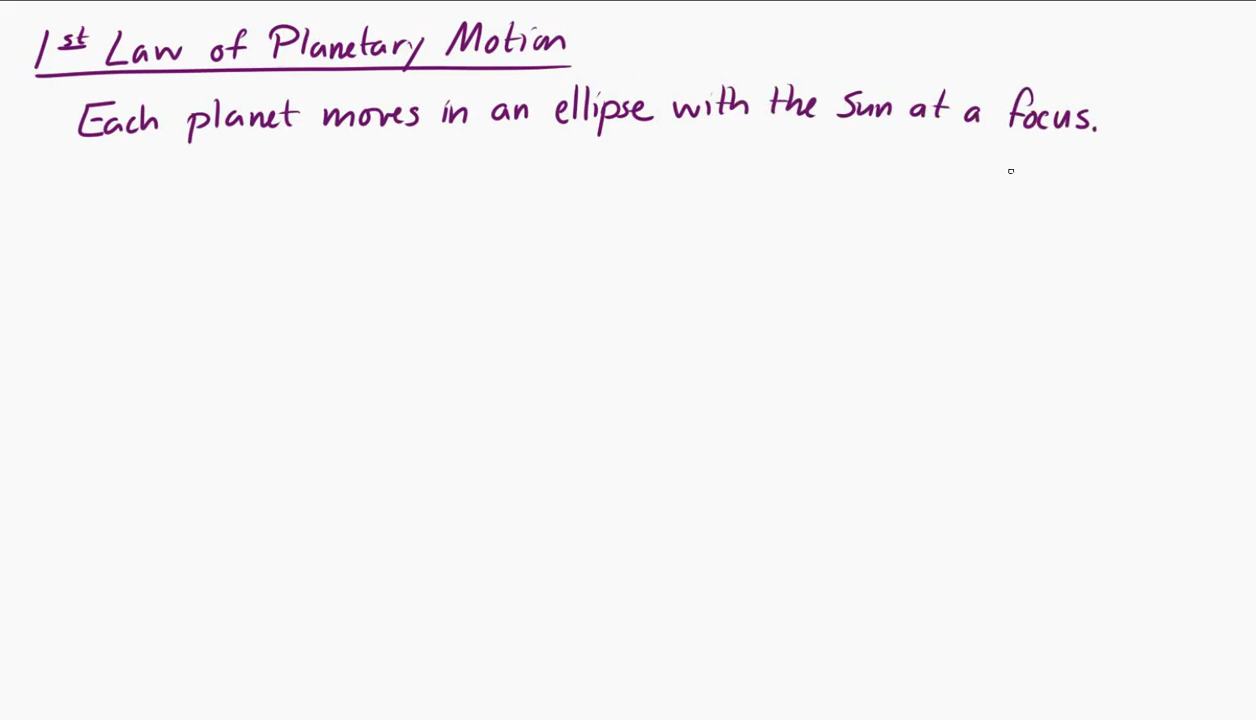 1st Law of Planetary Motion
Each planet moves in an ellipse with the Sun at a focus.